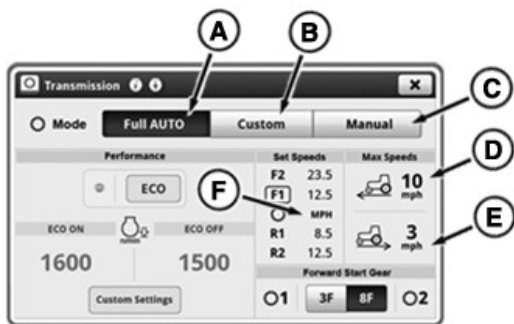 A
B
C
D
E
F
Transmission
Mode Full AUTO Custom Manual
Performance
ECO
ECO ON
ECO OFF
1600
1500
Custom Settings
Set Speeds
F2 23.5
F1 12.5
MPH
R1 8.5
R2 12.5
Max Speeds
10
mph
3
mph
Forward Start Gear
1 3F 8F 2